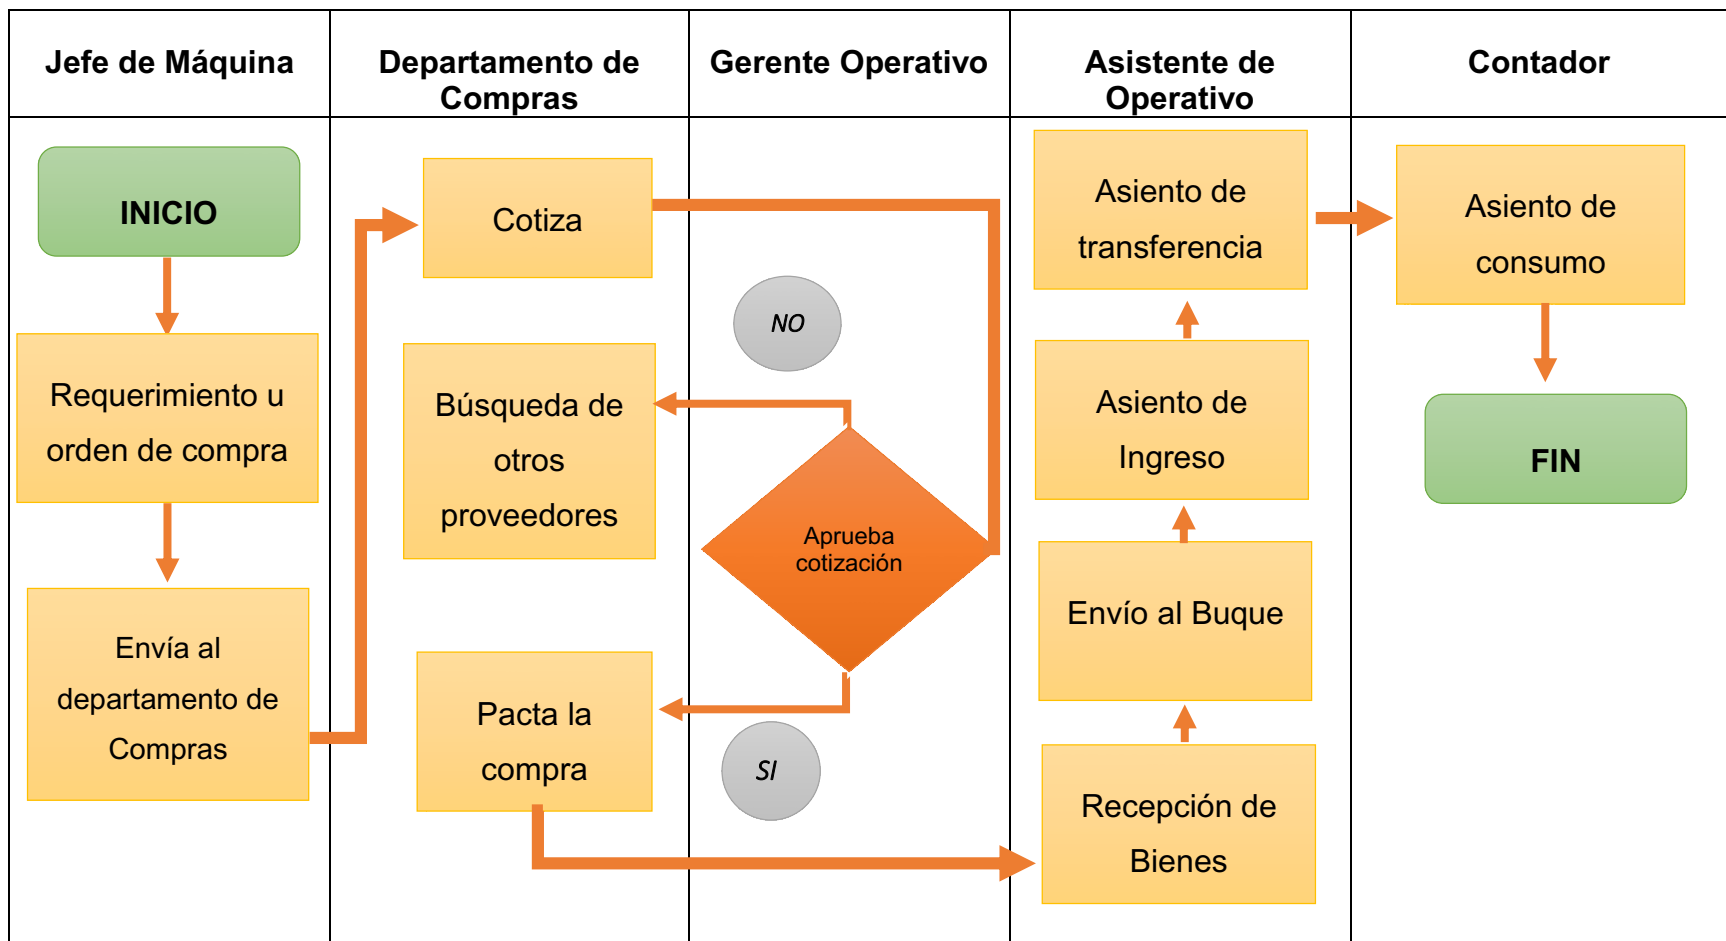 Jefe de Máquina
Departamento de
Compras
Gerente Operativo
Asistente de
Operativo
Contador
INICIO
Requerimiento u
orden de compra
Envía al
departamento de
Compras
Cotiza
Búsqueda de
otros
proveedores
Pacta la
compra
NO
Aprueba
cotización
SI
Asiento de
transferencia
Asiento de
Ingreso
Envío al Buque
Recepción de
Bienes
Asiento de
consumo
FIN